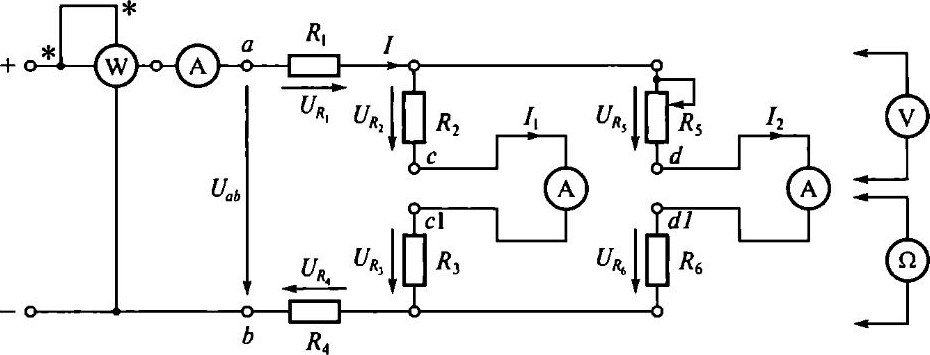 *
+ * W A a R₁ I
U_R₁
U_R₂ R₂ I₁ U_R₅ R₅ I₂ V
c d
U_ab A A
c1 d1
U_R₃ R₃ U_R₆ R₆ Ω
U_R₄
−
b R₄